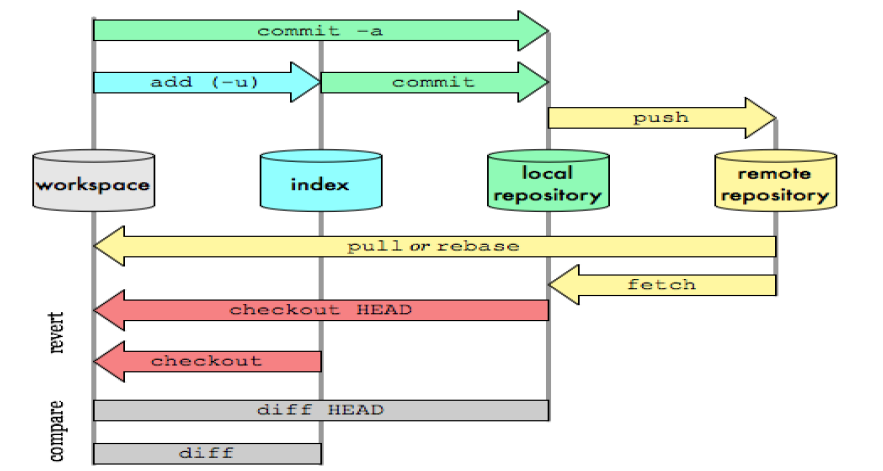 commit -a
add (-u)
commit
push
workspace
index
local
repository
remote
repository
pull or rebase
fetch
checkout HEAD
revert
checkout
diff HEAD
compare
diff